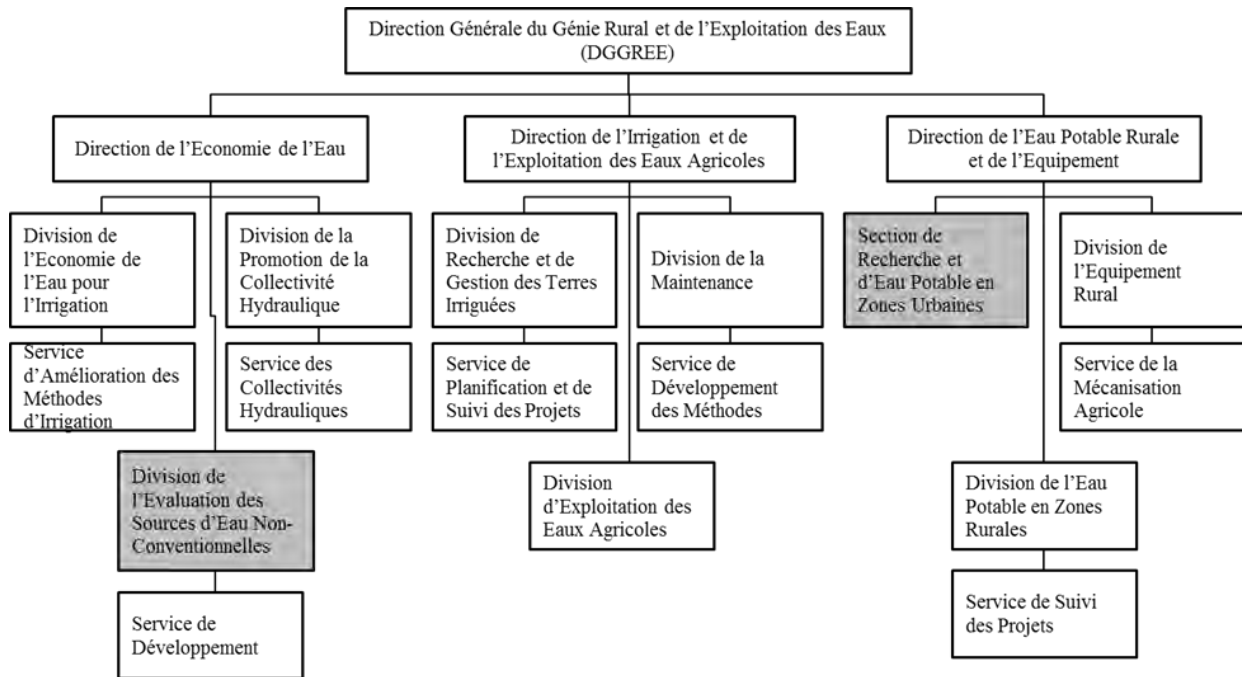 Direction Générale du Génie Rural et de l'Exploitation des Eaux
(DGGREE)
Direction de l'Economie de l'Eau
Direction de l'Irrigation et de
l'Exploitation des Eaux Agricoles
Direction de l'Eau Potable Rurale
et de l'Equipement
Division de
l'Economie de
l'Eau pour
l'Irrigation
Division de la
Promotion de la
Collectivité
Hydraulique
Division de
Recherche et de
Gestion des Terres
Irriguées
Division de la
Maintenance
Section de
Recherche et
d'Eau Potable en
Zones Urbaines
Division de
l'Equipement
Rural
Service
d'Amélioration des
Méthodes
d'Irrigation
Service des
Collectivités
Hydrauliques
Service de
Planification et de
Suivi des Projets
Service de
Développement
des Méthodes
Service de la
Mécanisation
Agricole
Division de
l'Evaluation des
Sources d'Eau Non-
Conventionnelles
Division
d'Exploitation des
Eaux Agricoles
Division de l'Eau
Potable en Zones
Rurales
Service de
Développement
Service de Suivi
des Projets